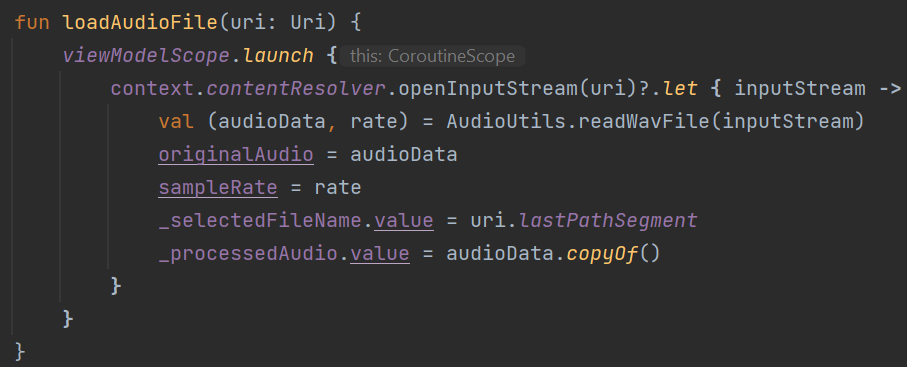 fun loadAudioFile(uri: Uri) {
viewModelScope.launch { this: CoroutineScope
context.contentResolver.openInputStream(uri)?.let { inputStream ->
val (audioData, rate) = AudioUtils.readWavFile(inputStream)
originalAudio = audioData
sampleRate = rate
_selectedFileName.value = uri.lastPathSegment
_processedAudio.value = audioData.copyOf()
}
}
}